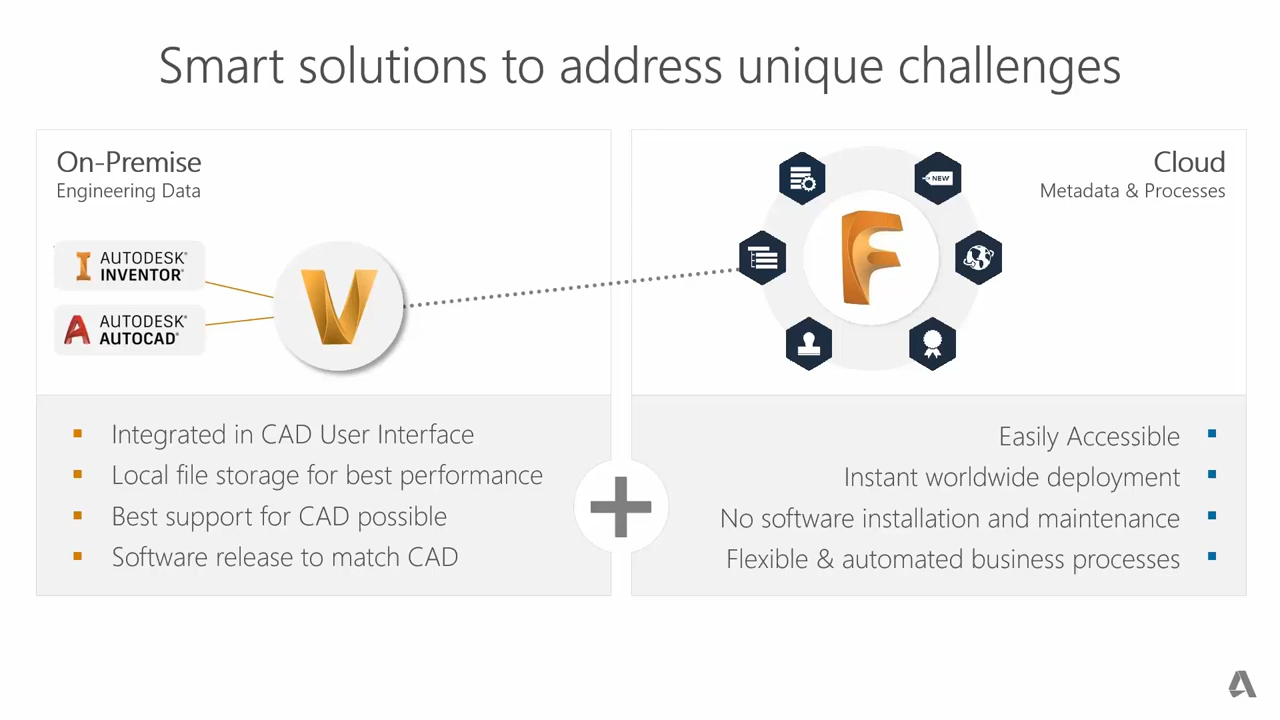 Smart solutions to address unique challenges
On-Premise
Engineering Data
AUTODESK®
INVENTOR®
AUTODESK®
AUTOCAD®
Integrated in CAD User Interface
Local file storage for best performance
Best support for CAD possible
Software release to match CAD
Cloud
Metadata & Processes
NEW
Easily Accessible
Instant worldwide deployment
No software installation and maintenance
Flexible & automated business processes